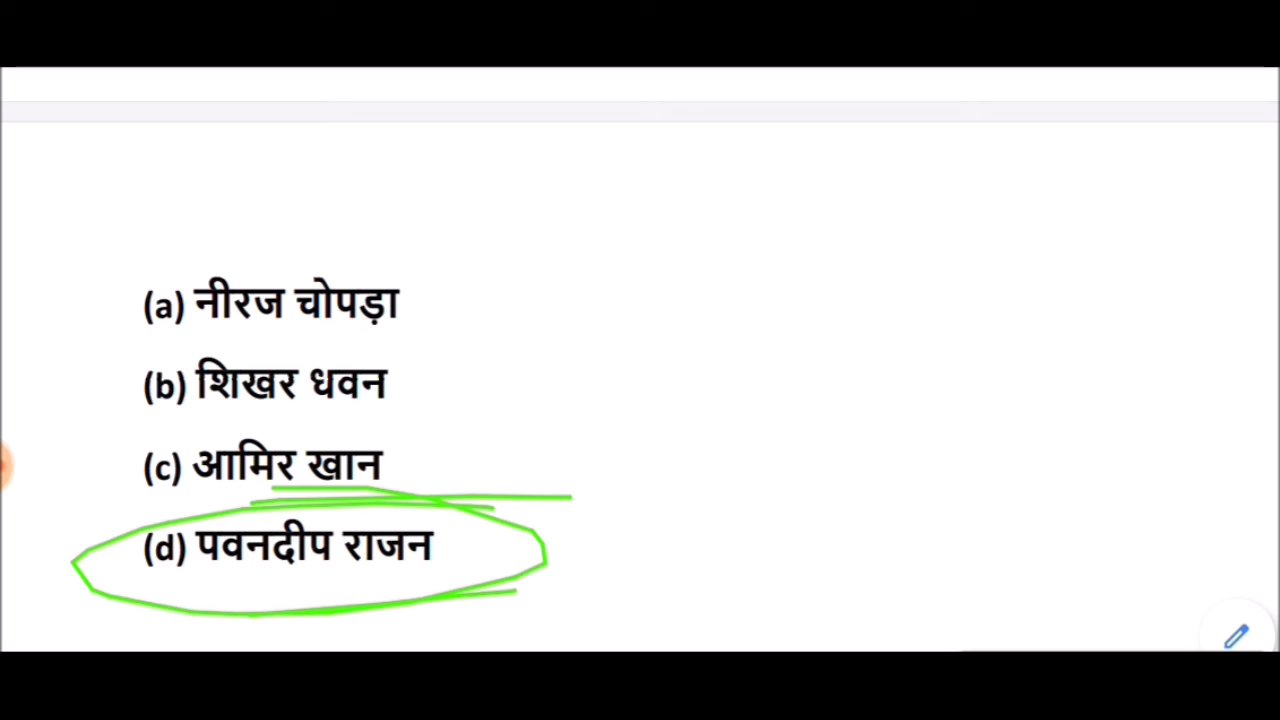 (a) नीरज चोपड़ा
(b) शिखर धवन
(c) आमिर खान
(d) पवनदीप राजन